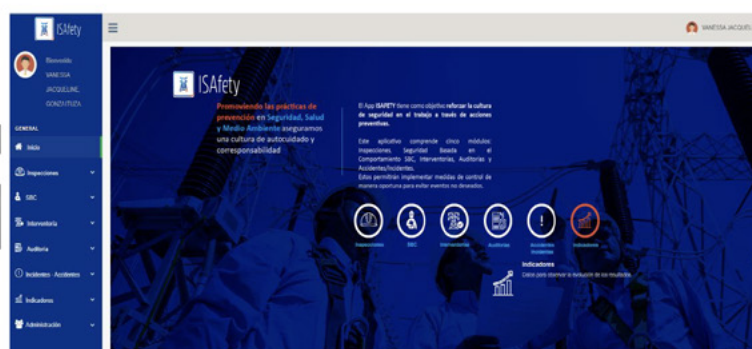 ISAfety
VANESSA JACQUEL
Bienvenido
VANESSA
JACQUELINE,
GENERAL
Inicio
Inspecciones
SBC
Interventoría
Auditoria
Incidentes - Accidentes
Indicadores
Administración
ISAfety
Promoviendo las prácticas de
prevención en Seguridad, Salud
y Medio Ambiente aseguramos
una cultura de autocuidado y
corresponsabilidad
El App ISAFETY tiene como objetivo reforzar la cultura
de seguridad en el trabajo a través de acciones
preventivas.
Este aplicativo comprende cinco módulos:
Inspecciones, Seguridad Basada en el
Comportamiento SBC, Interventorías, Auditorías y
Accidentes/Incidentes.
Estos permitirán implementar medidas de control de
manera oportuna para evitar eventos no deseados.
Inspecciones
SBC
Interventorías
Auditorías
Accidentes
Incidentes
Indicadores
Indicadores
Datos para observar la evolución de los resultados.